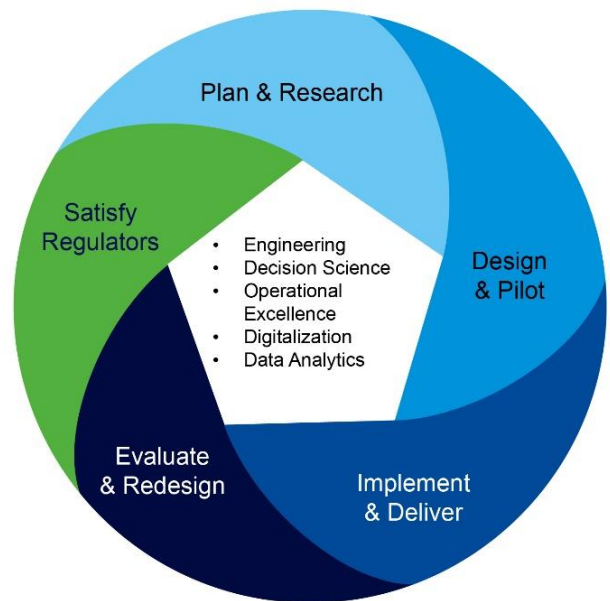 Plan & Research
Satisfy
Regulators
• Engineering
• Decision Science
• Operational
Excellence
• Digitalization
• Data Analytics
Design
& Pilot
Evaluate
& Redesign
Implement
& Deliver